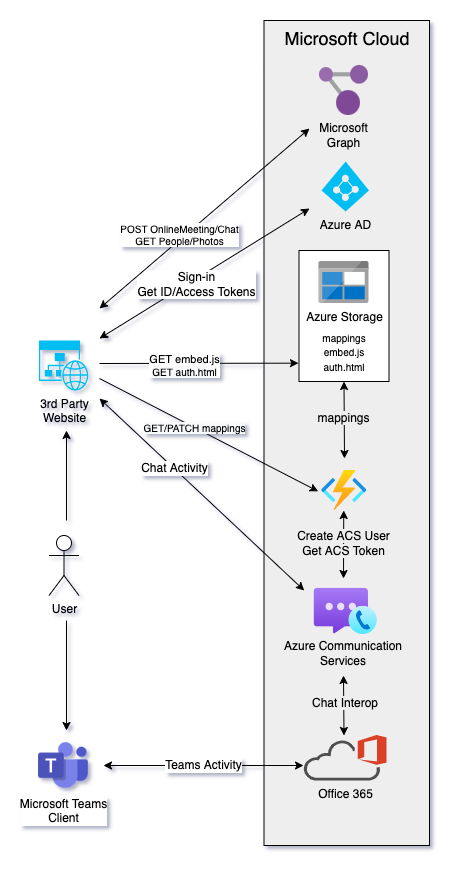 Microsoft Cloud
Microsoft
Graph
POST OnlineMeeting/Chat
GET People/Photos
Azure AD
Sign-in
Get ID/Access Tokens
Azure Storage
mappings
embed.js
auth.html
GET embed.js
GET auth.html
3rd Party
Website
mappings
GET/PATCH mappings
Chat Activity
Create ACS User
Get ACS Token
User
Azure Communication
Services
Chat Interop
T
Teams Activity
Office 365
Microsoft Teams
Client